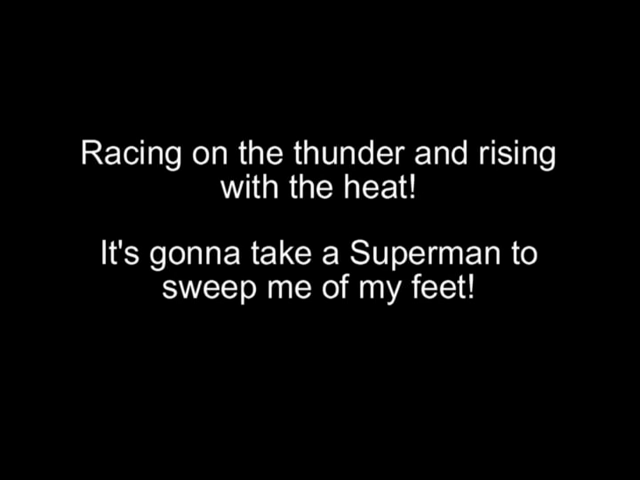 Racing on the thunder and rising
with the heat!
It's gonna take a Superman to
sweep me of my feet!